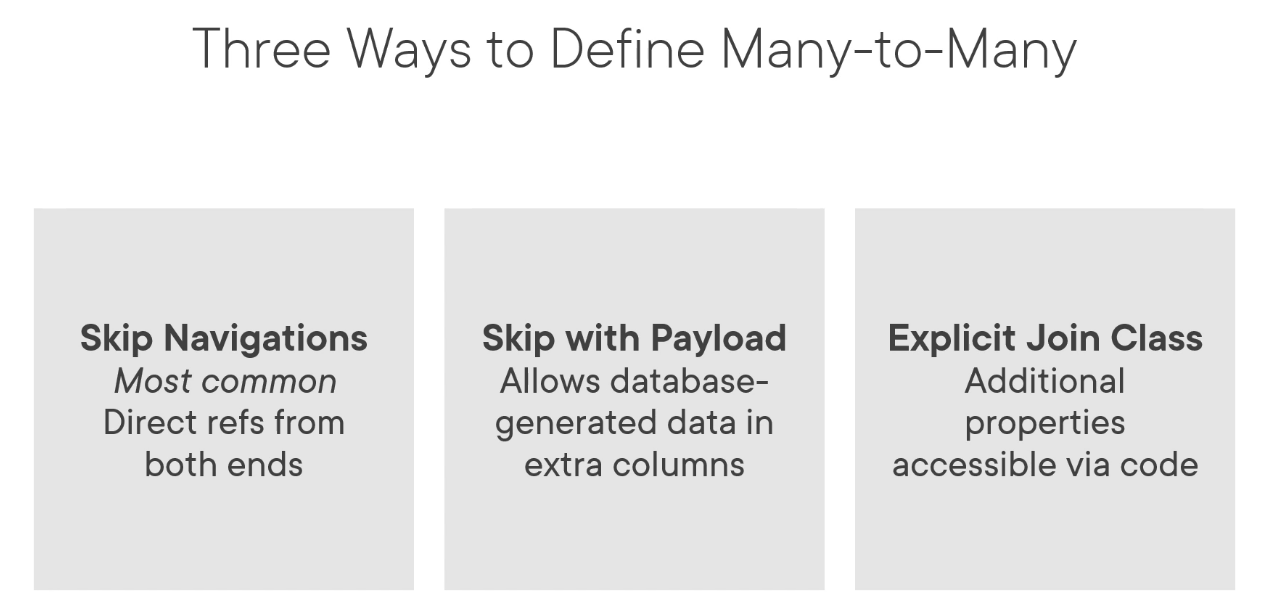 Three Ways to Define Many-to-Many
Skip Navigations
Most common
Direct refs from
both ends
Skip with Payload
Allows database-
generated data in
extra columns
Explicit Join Class
Additional
properties
accessible via code